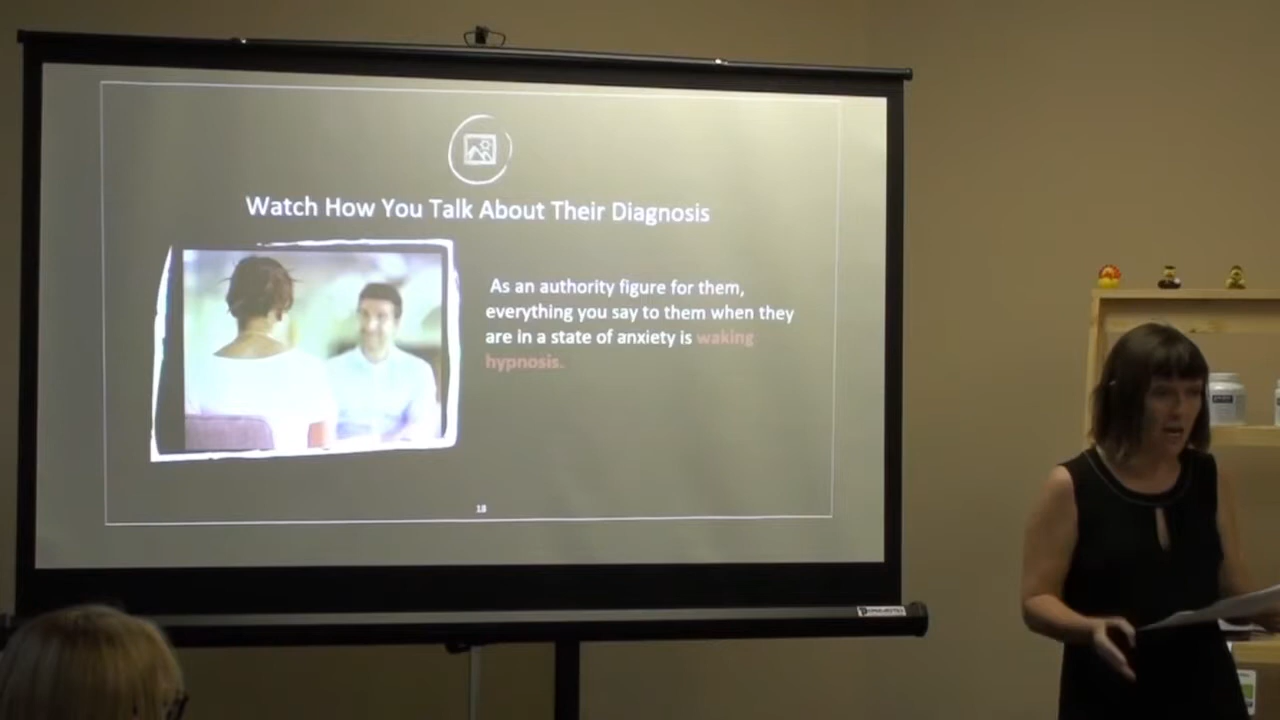 Watch How You Talk About Their Diagnosis
As an authority figure for them,
everything you say to them when they
are in a state of anxiety is waking
hypnosis.
18